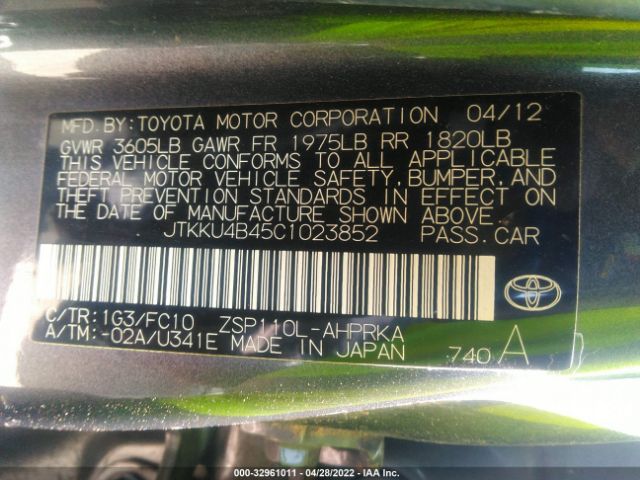 MFD.BY:TOYOTA MOTOR CORPORATION 04/12
GVWR 3605LB GAWR FR 1975LB RR 1820LB
THIS VEHICLE CONFORMS TO ALL APPLICABLE
FEDERAL MOTOR VEHICLE SAFETY,BUMPER,AND
THEFT PREVENTION STANDARDS IN EFFECT ON
THE DATE OF MANUFACTURE SHOWN ABOVE.
JTKKU4B45C1023852 PASS.CAR
C/TR:1G3/FC10 ZSP110L-AHPRKA
A/TM:-02A/U341E MADE IN JAPAN 740 A
000-32961011 - 04/28/2022 - IAA Inc.